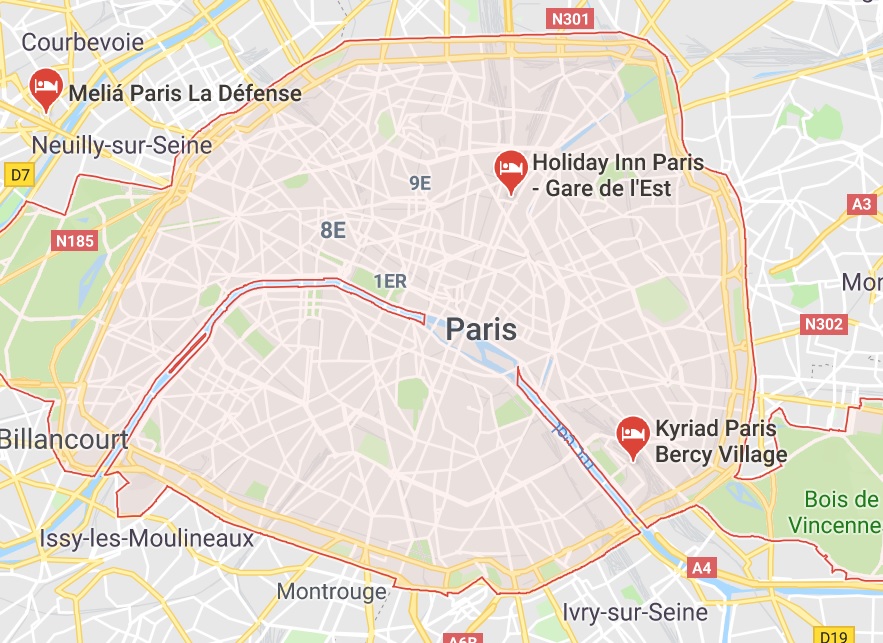 N301
Courbevoie
Meliá Paris La Défense
Neuilly-sur-Seine
D7
Holiday Inn Paris
- Gare de l'Est
9E
A3
8E
N185
1ER
Mon
N302
Paris
Kyriad Paris
Bercy Village
Billancourt
Bois de
Vincenne
Issy-les-Moulineaux
A4
Montrouge
Ivry-sur-Seine
D19
A6B